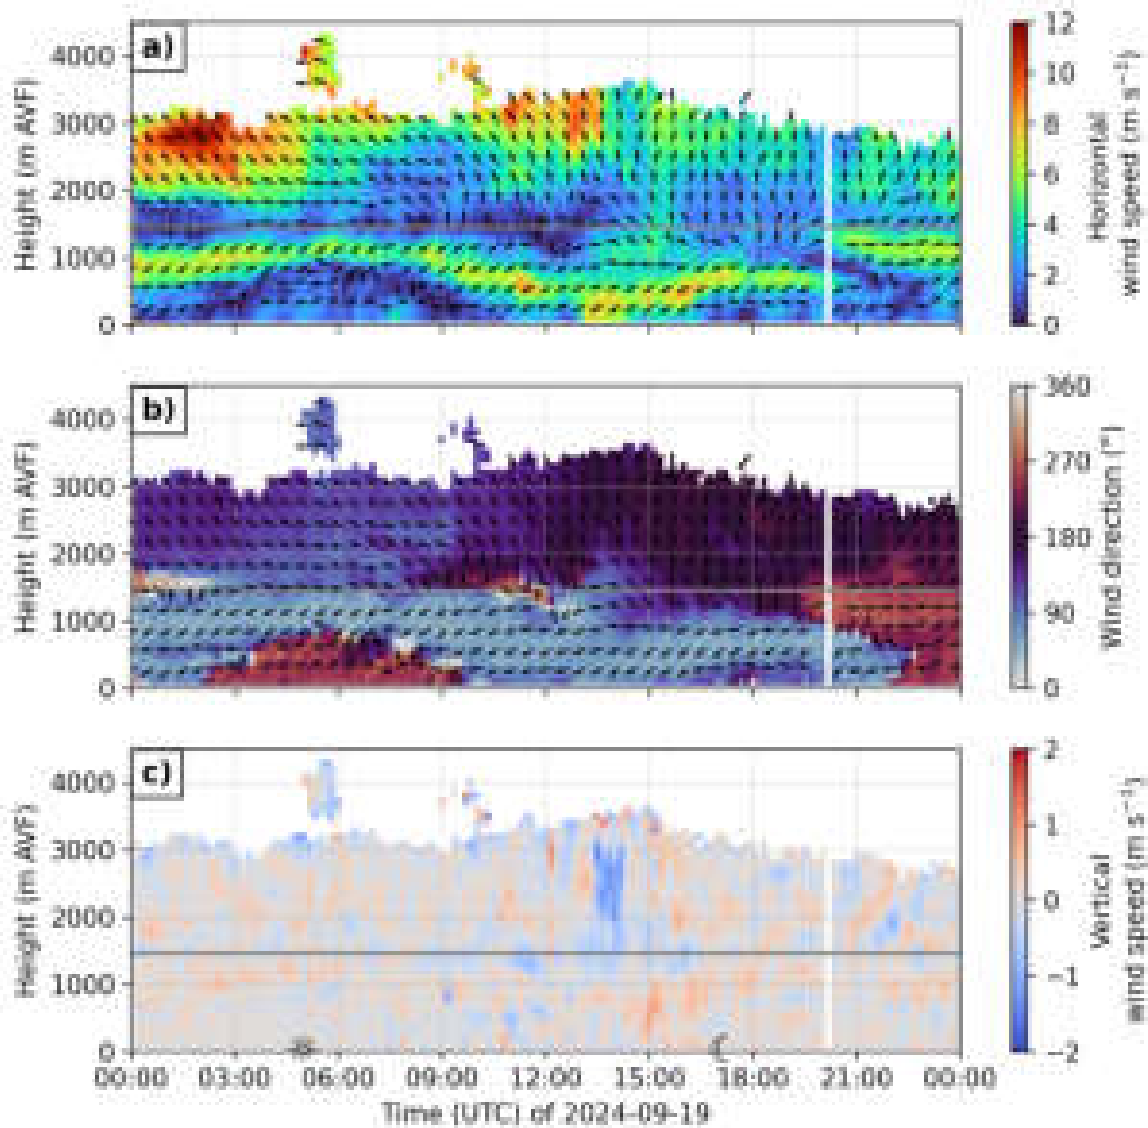 a)
4000
3000
2000
1000
0
Height (m AVF)
12
10
8
6
4
2
0
Horizontal
wind speed (m s⁻¹)
b)
4000
3000
2000
1000
0
Height (m AVF)
360
270
180
90
0
Wind direction (°)
c)
4000
3000
2000
1000
0
Height (m AVF)
2
1
0
−1
−2
Vertical
wind speed (m s⁻¹)
00:00 03:00 06:00 09:00 12:00 15:00 18:00 21:00 00:00
Time (UTC) of 2024-09-19